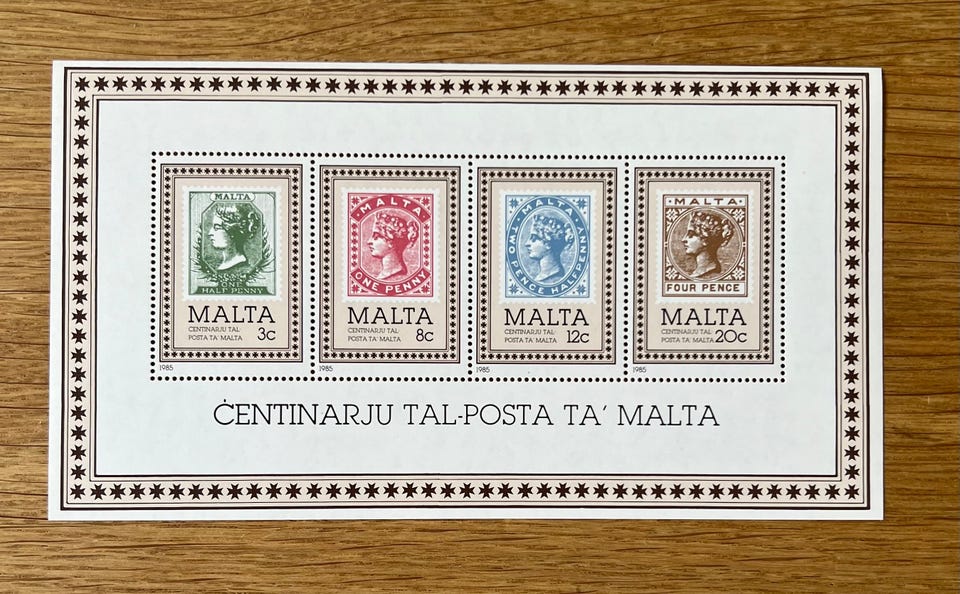 MALTA
ONE
HALF PENNY
MALTA
CENTINARJU TAL-
POSTA TA' MALTA
3c
1985
MALTA
ONE PENNY
MALTA
CENTINARJU TAL-
POSTA TA' MALTA
8c
1985
MALTA
TWO PENCE HALFPENNY
MALTA
CENTINARJU TAL-
POSTA TA' MALTA
12c
1985
MALTA
FOUR PENCE
MALTA
CENTINARJU TAL-
POSTA TA' MALTA
20c
1985
ĊENTINARJU TAL-POSTA TA' MALTA